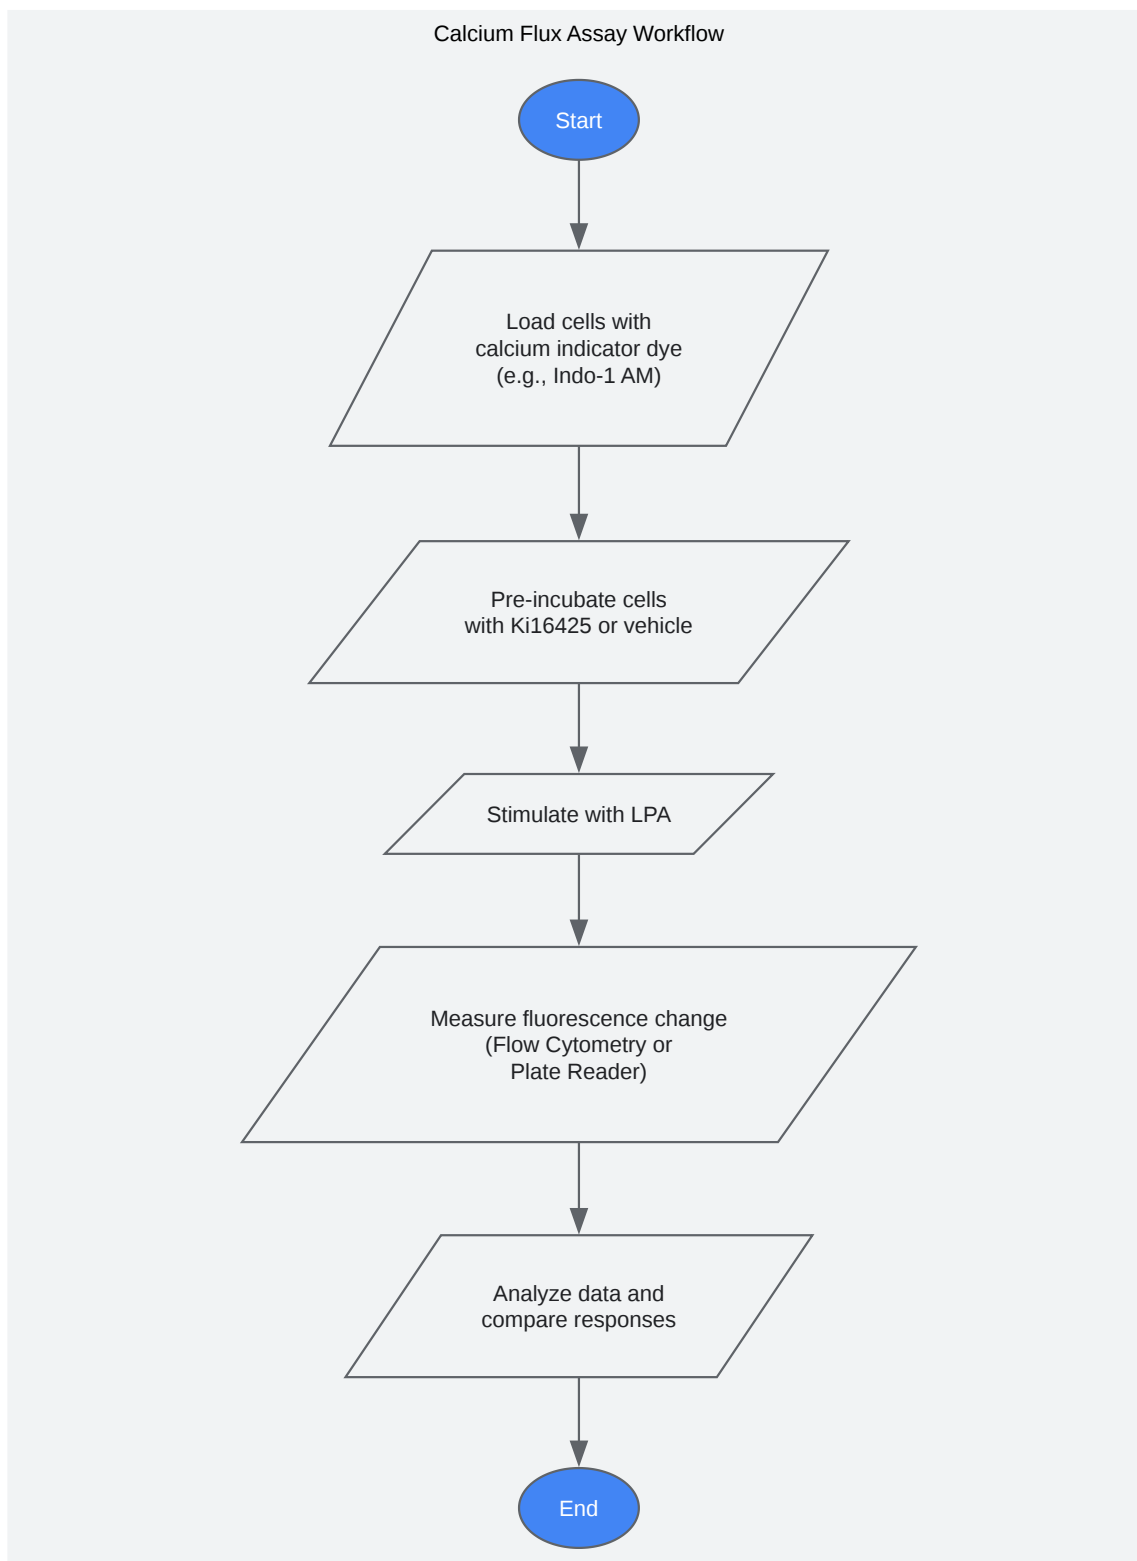 Calcium Flux Assay Workflow
Start
Load cells with
calcium indicator dye
(e.g., Indo-1 AM)
Pre-incubate cells
with Ki16425 or vehicle
Stimulate with LPA
Measure fluorescence change
(Flow Cytometry or
Plate Reader)
Analyze data and
compare responses
End